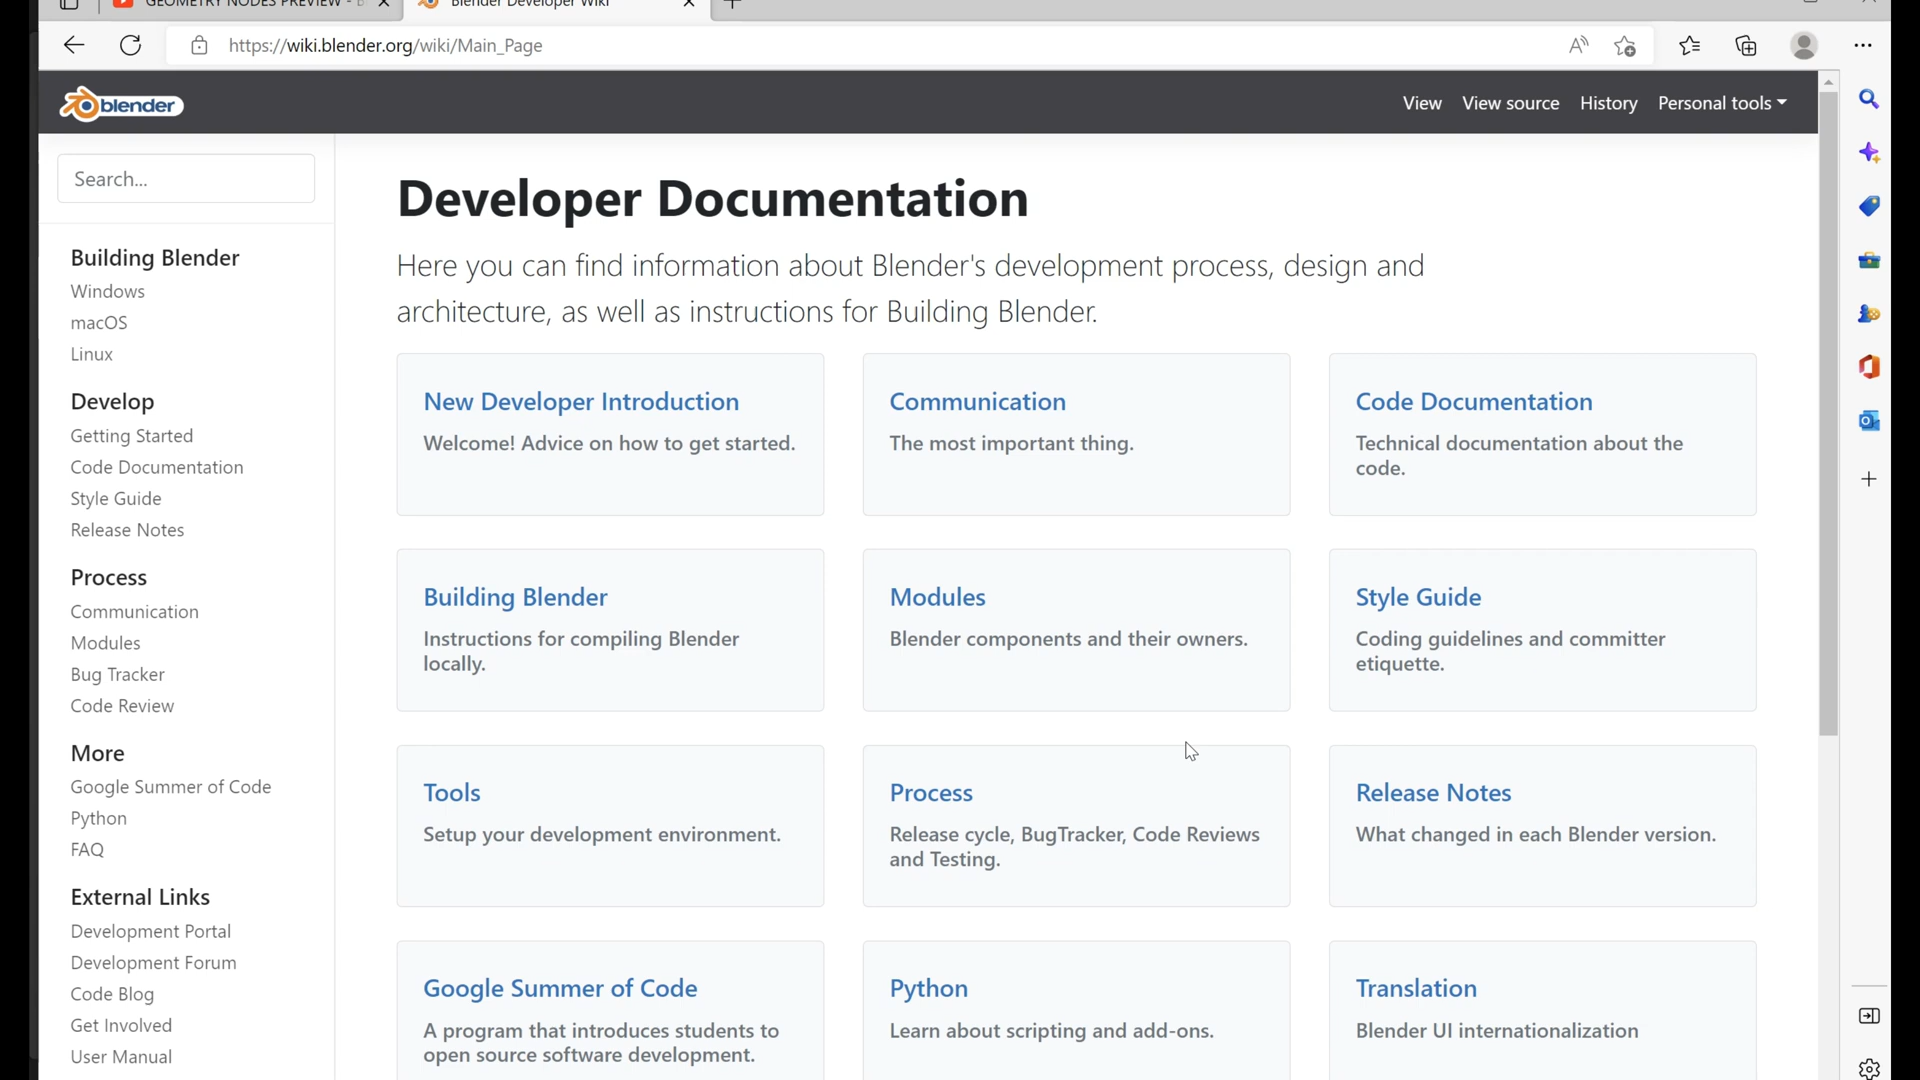 GEOMETRY NODES PREVIEW -
Blender Developer Wiki
https://wiki.blender.org/wiki/Main_Page
blender
View
View source
History
Personal tools
Search...
Building Blender
Windows
macOS
Linux
Develop
Getting Started
Code Documentation
Style Guide
Release Notes
Process
Communication
Modules
Bug Tracker
Code Review
More
Google Summer of Code
Python
FAQ
External Links
Development Portal
Development Forum
Code Blog
Get Involved
User Manual
Developer Documentation
Here you can find information about Blender's development process, design and
architecture, as well as instructions for Building Blender.
New Developer Introduction
Welcome! Advice on how to get started.
Communication
The most important thing.
Code Documentation
Technical documentation about the
code.
Building Blender
Instructions for compiling Blender
locally.
Modules
Blender components and their owners.
Style Guide
Coding guidelines and committer
etiquette.
Tools
Setup your development environment.
Process
Release cycle, BugTracker, Code Reviews
and Testing.
Release Notes
What changed in each Blender version.
Google Summer of Code
A program that introduces students to
open source software development.
Python
Learn about scripting and add-ons.
Translation
Blender UI internationalization